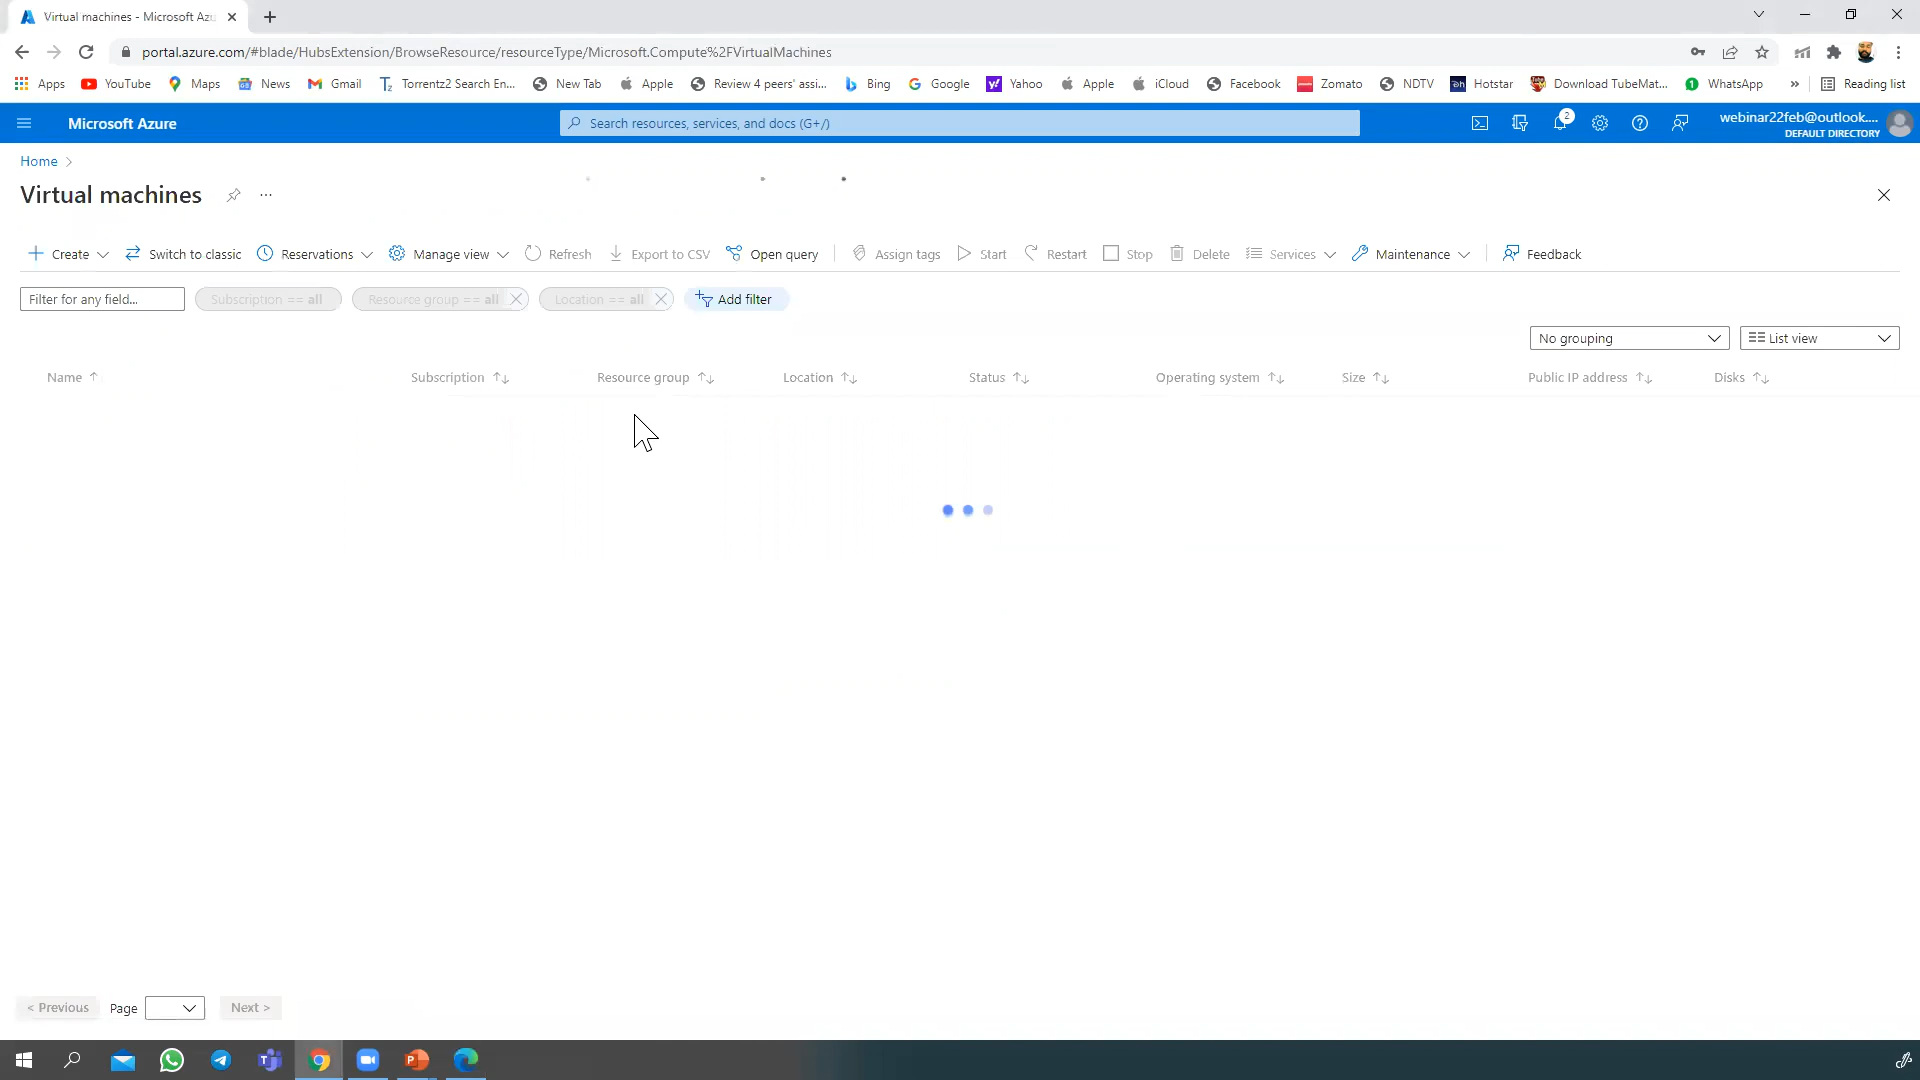 Virtual machines - Microsoft Azu
portal.azure.com/#blade/HubsExtension/BrowseResource/resourceType/Microsoft.Compute%2FVirtualMachines
Apps YouTube Maps News Gmail Torrentz2 Search En... New Tab Apple Review 4 peers' assi... Bing Google Yahoo Apple iCloud Facebook Zomato NDTV Hotstar Download TubeMat... WhatsApp » Reading list
Microsoft Azure
Search resources, services, and docs (G+/)
2
webinar22feb@outlook....
DEFAULT DIRECTORY
Home >
Virtual machines ...
+ Create Switch to classic Reservations Manage view Refresh Export to CSV Open query Assign tags Start Restart Stop Delete Services Maintenance Feedback
Filter for any field... Subscription == all Resource group == all Location == all Add filter
No grouping List view
Name ↑ Subscription ↑↓ Resource group ↑↓ Location ↑↓ Status ↑↓ Operating system ↑↓ Size ↑↓ Public IP address ↑↓ Disks ↑↓
< Previous Page Next >